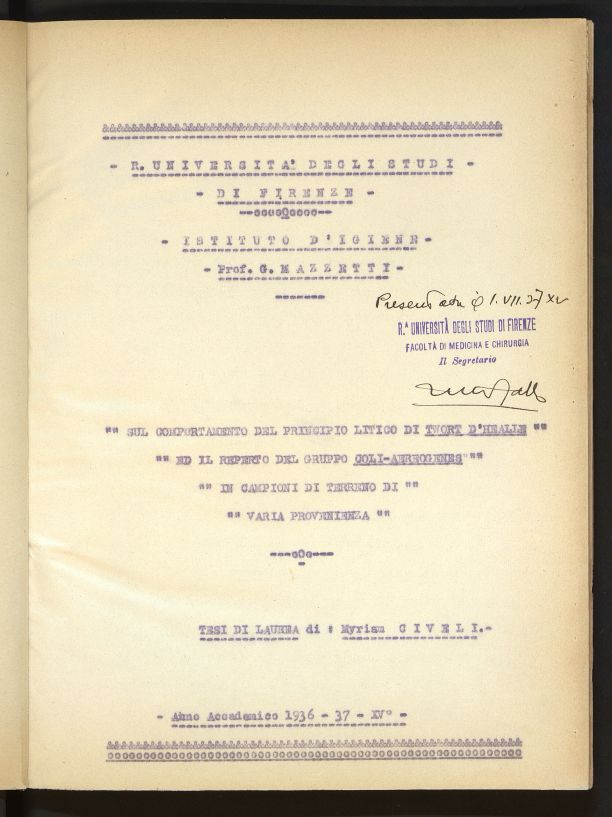 - R. UNIVERSITA' DEGLI STUDI -
- DI FIRENZE -
- ISTITUTO D'IGIENE -
- Prof. G. MAZZETTI -
Presentata il 1. VII. 37 XV
R.A UNIVERSITÀ DEGLI STUDI DI FIRENZE
FACOLTÀ DI MEDICINA E CHIRURGIA
Il Segretario
"" SUL COMPORTAMENTO DEL PRINCIPIO LITICO DI TWORT D'HEALLE ""
"" ED IL REPERTO DEL GRUPPO COLI-AEREOGENES" ""
"" IN CAMPIONI DI TERRENO DI ""
"" VARIA PROVENIENZA ""
TESI DI LAUREA di : Myriam CIVELI.-
- Anno Accademico 1936 - 37 - XV° -